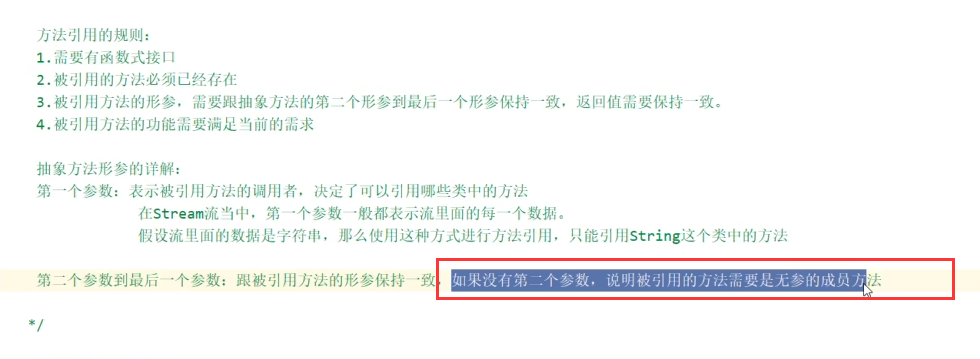 方法引用的规则：
1.需要有函数式接口
2.被引用的方法必须已经存在
3.被引用方法的形参，需要跟抽象方法的第二个形参到最后一个形参保持一致，返回值需要保持一致。
4.被引用方法的功能需要满足当前的需求
抽象方法形参的详解：
第一个参数：表示被引用方法的调用者，决定了可以引用哪些类中的方法
在Stream流当中，第一个参数一般都表示流里面的每一个数据。
假设流里面的数据是字符串，那么使用这种方式进行方法引用，只能引用String这个类中的方法
第二个参数到最后一个参数：跟被引用方法的形参保持一致，如果没有第二个参数，说明被引用的方法需要是无参的成员方法
*/